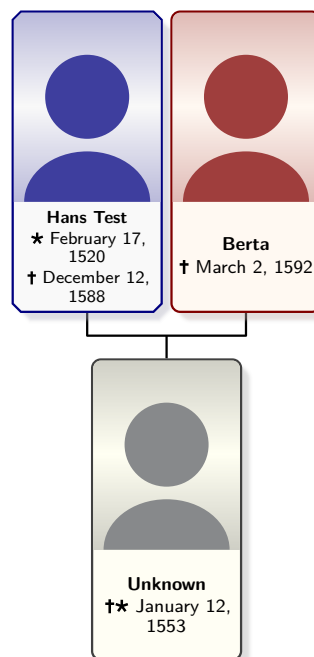 Hans Test
★ February 17,
1520
† December 12,
1588
Berta
† March 2, 1592
Unknown
†★ January 12,
1553